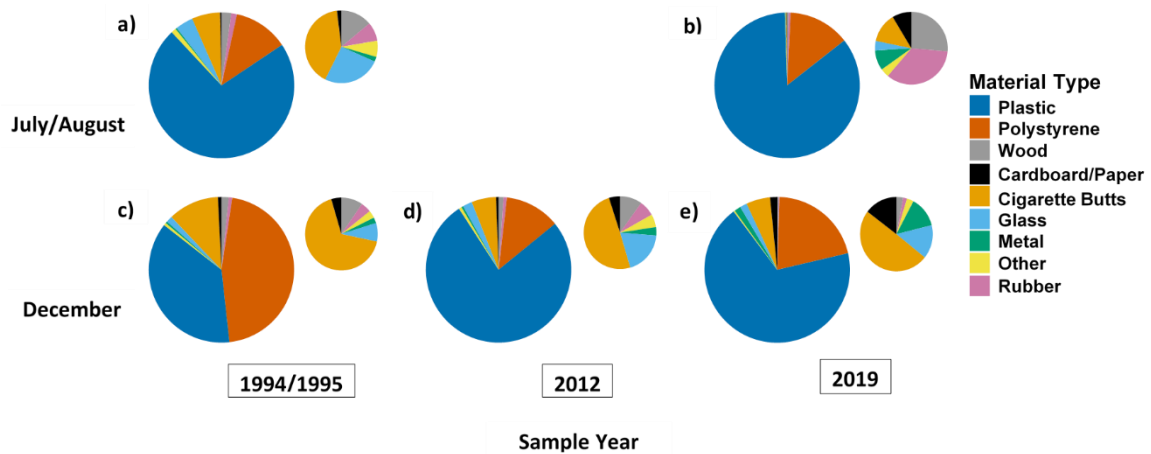 a)
b)
July/August
Material Type
Plastic
Polystyrene
Wood
Cardboard/Paper
Cigarette Butts
Glass
Metal
Other
Rubber
c)
d)
e)
December
1994/1995
2012
2019
Sample Year